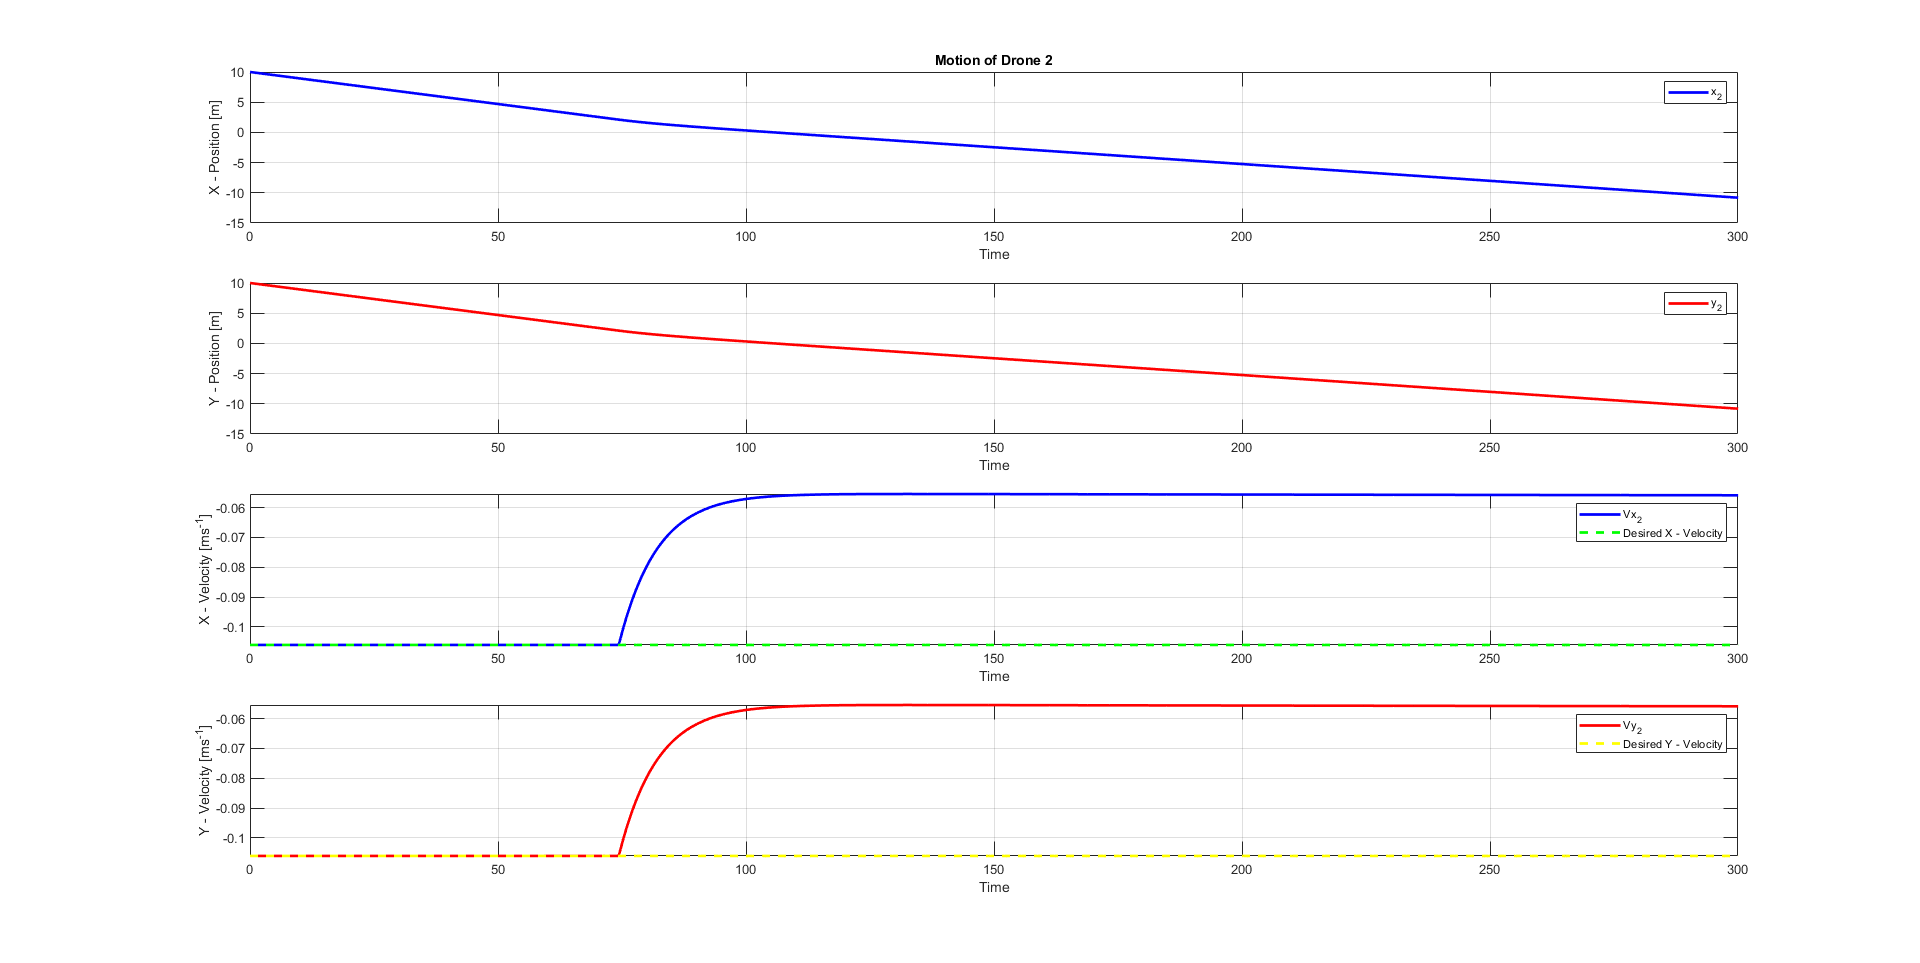 Motion of Drone 2
10
5
0
-5
-10
-15
X - Position [m]
x2
0 50 100 150 200 250 300
Time
10
5
0
-5
-10
-15
Y - Position [m]
y2
0 50 100 150 200 250 300
Time
-0.06
-0.07
-0.08
-0.09
-0.1
X - Velocity [ms-1]
Vx2
Desired X - Velocity
0 50 100 150 200 250 300
Time
-0.06
-0.07
-0.08
-0.09
-0.1
Y - Velocity [ms-1]
Vy2
Desired Y - Velocity
0 50 100 150 200 250 300
Time